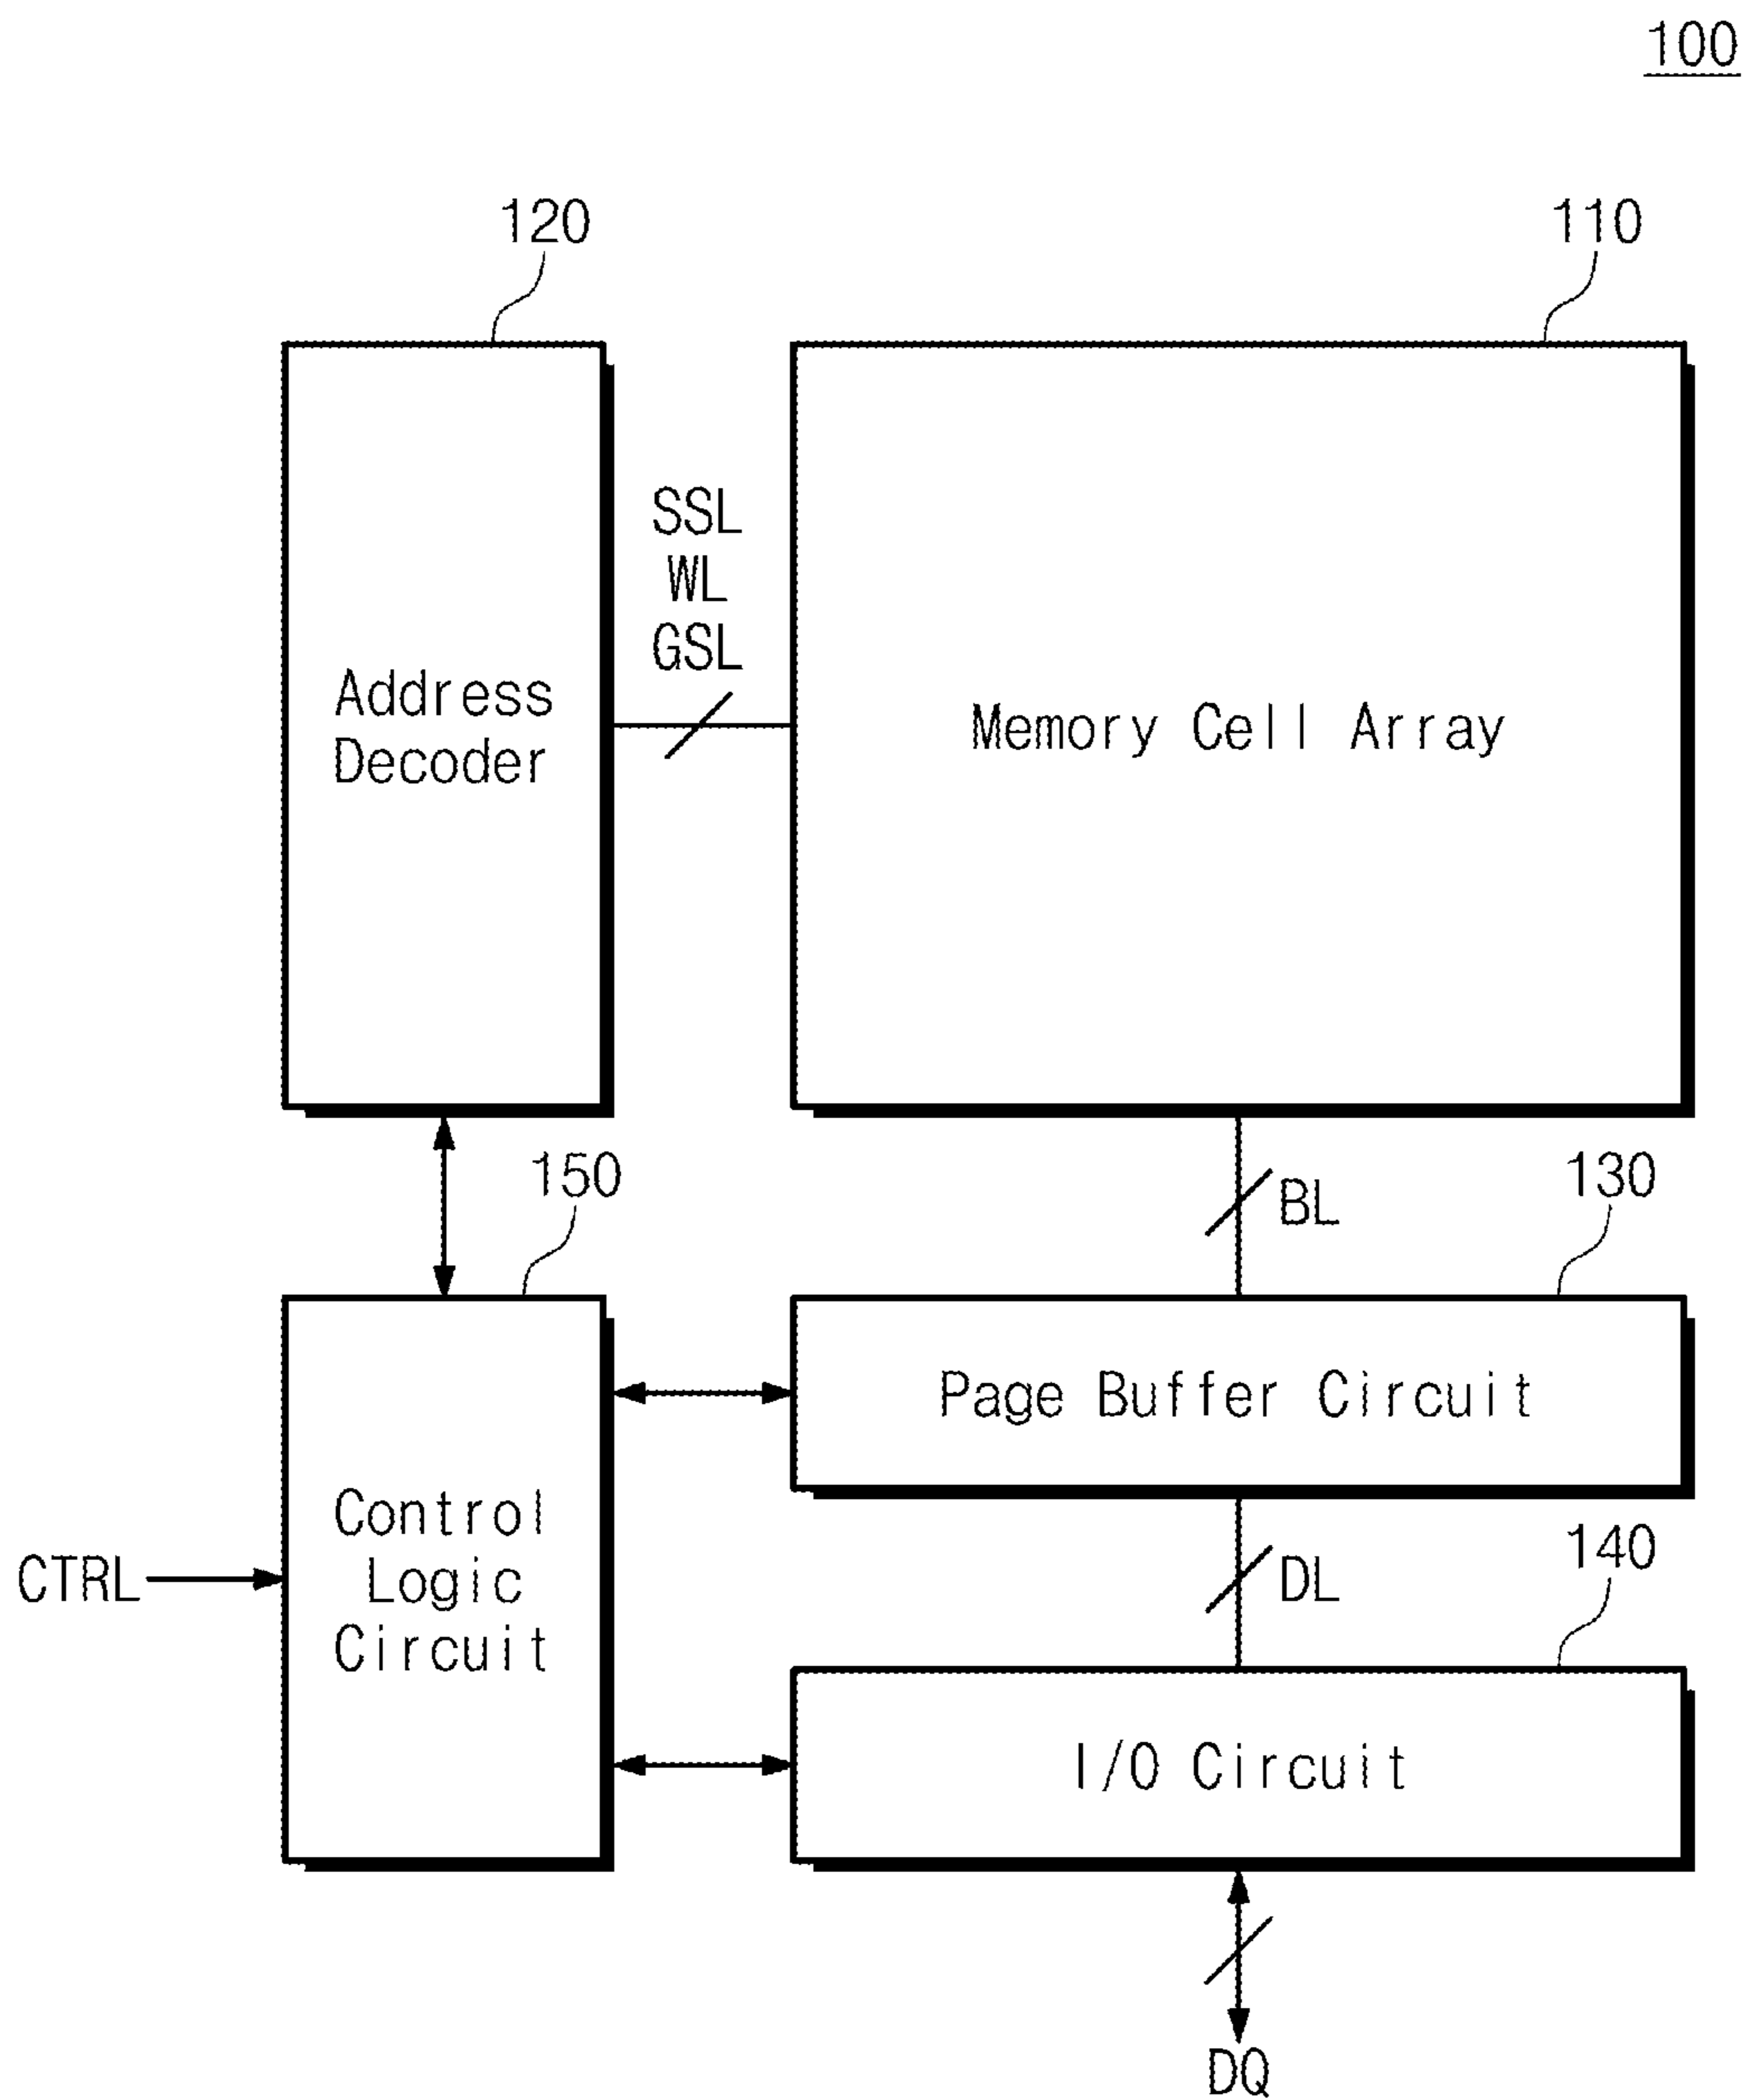 100
120
110
SSL
WL
GSL
Address
Decoder
Memory Cell Array
150
BL
130
Page Buffer Circuit
Control
Logic
Circuit
CTRL
DL
140
I/O Circuit
DQ